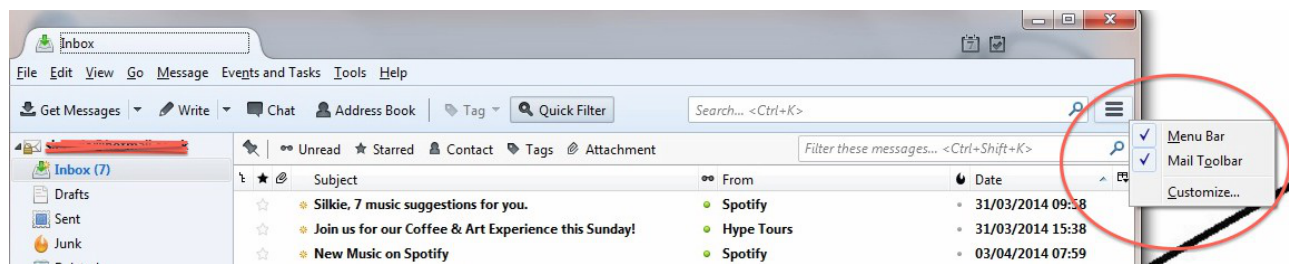 Inbox
7
File Edit View Go Message Events and Tasks Tools Help
Get Messages Write Chat Address Book Tag Quick Filter Search... <Ctrl+K>
Menu Bar
Mail Toolbar
Customize...
Unread Starred Contact Tags Attachment Filter these messages... <Ctrl+Shift+K>
Inbox (7)
Drafts
Sent
Junk
Subject From Date
Silkie, 7 music suggestions for you. Spotify 31/03/2014 09:58
Join us for our Coffee & Art Experience this Sunday! Hype Tours 31/03/2014 15:38
New Music on Spotify Spotify 03/04/2014 07:59